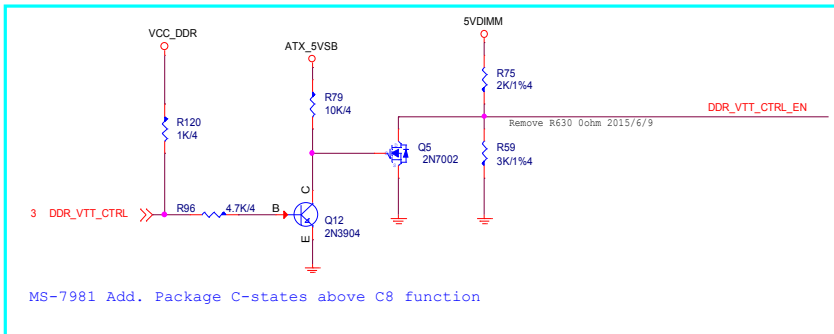 VCC_DDR
ATX_5VSB
5VDIMM
R120
1K/4
R79
10K/4
R75
2K/1%4
DDR_VTT_CTRL_EN
Remove R630 0ohm 2015/6/9
Q5
2N7002
R59
3K/1%4
3 DDR_VTT_CTRL
R96
4.7K/4
B
C
E
Q12
2N3904
MS-7981 Add. Package C-states above C8 function